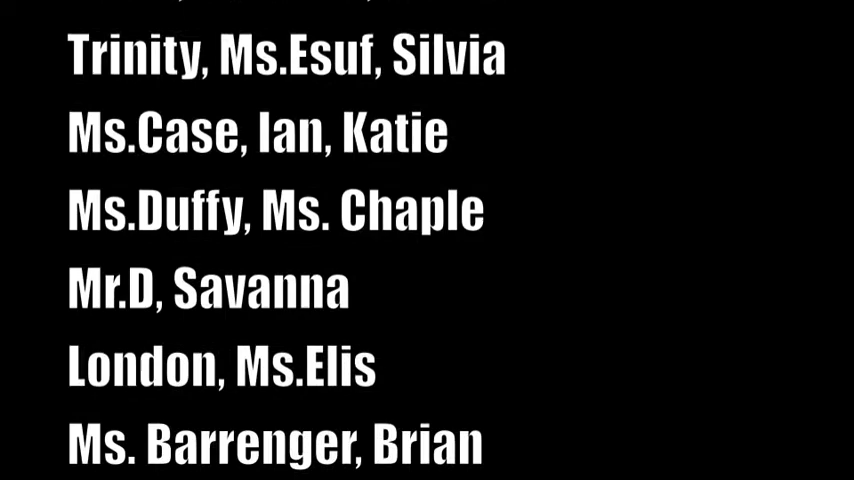 Trinity, Ms.Esuf, Silvia
Ms.Case, Ian, Katie
Ms.Duffy, Ms. Chaple
Mr.D, Savanna
London, Ms.Elis
Ms. Barrenger, Brian